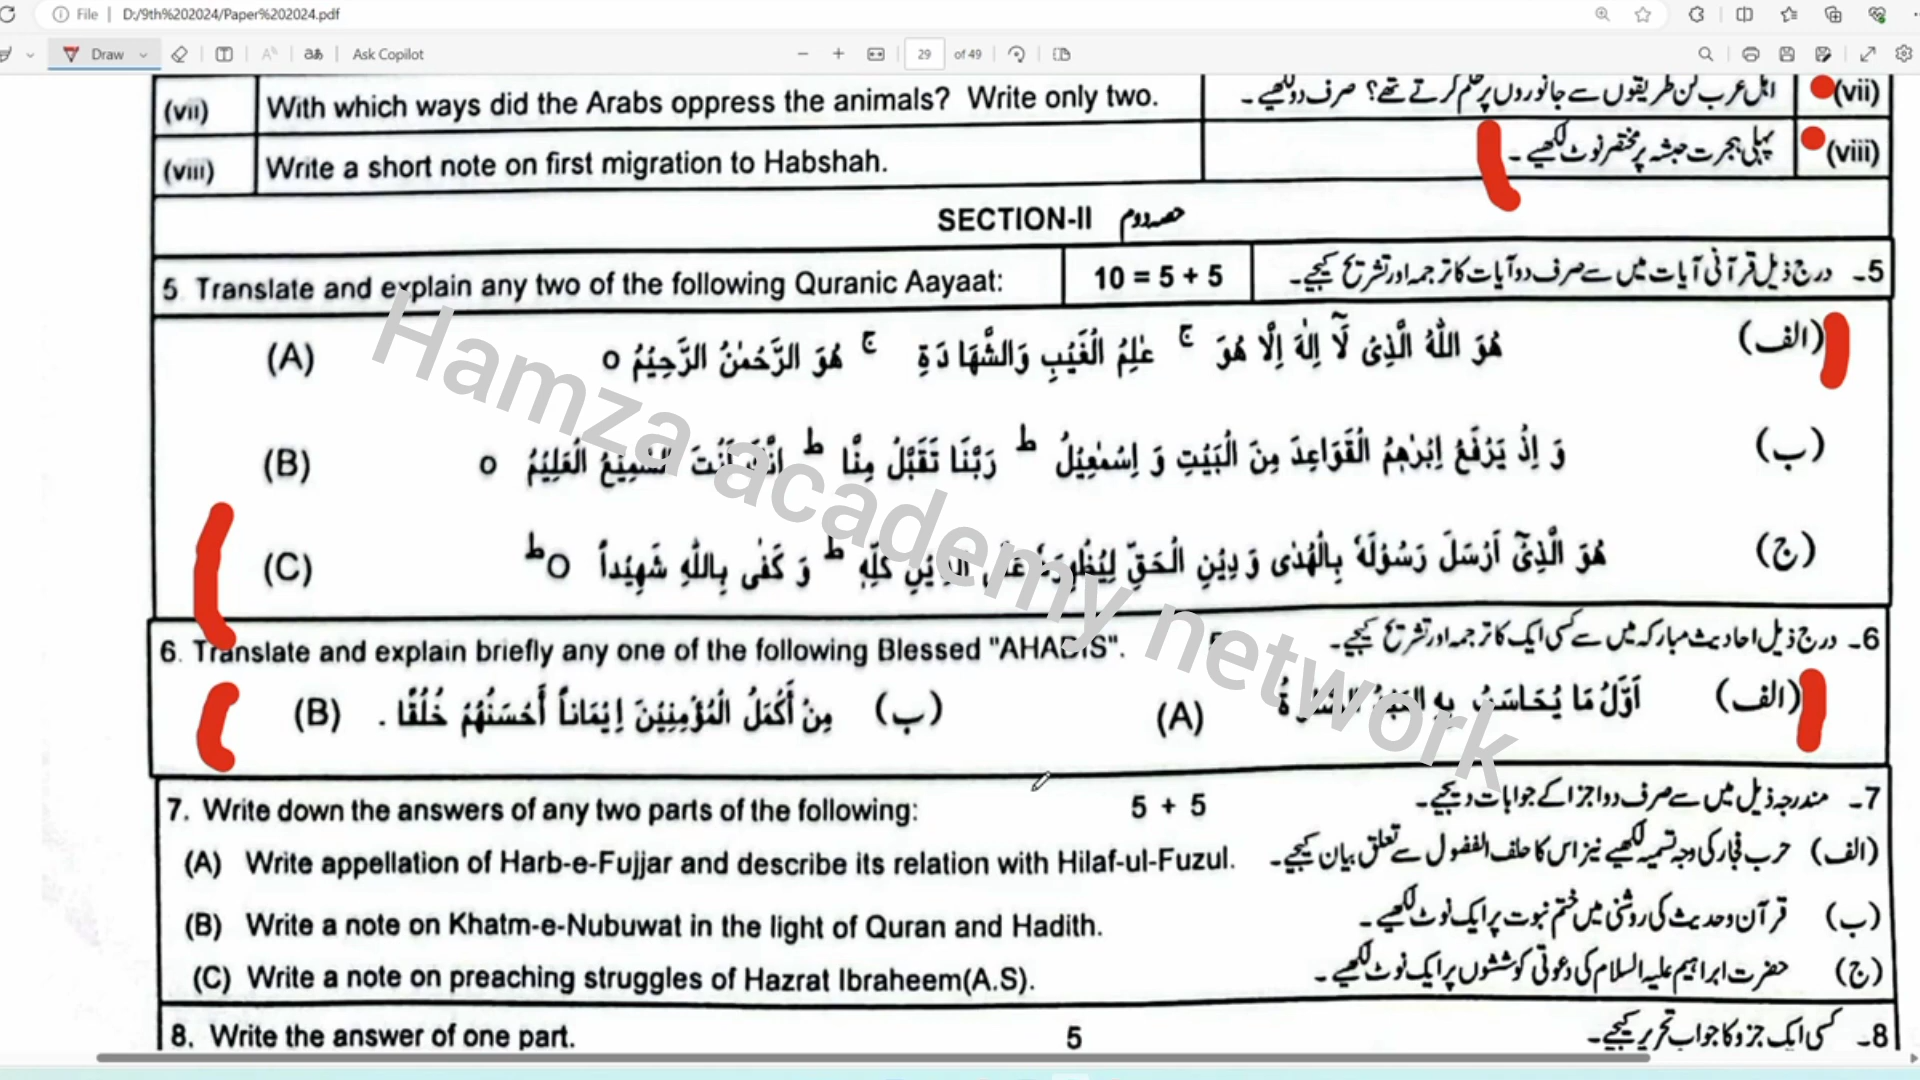 File D:/9th%202024/Paper%202024.pdf
Draw Ask Copilot 29 of 49
(vii) With which ways did the Arabs oppress the animals? Write only two. اہل عرب کن طریقوں سے جانوروں پر ظلم کرتے تھے؟ صرف دو لکھیے۔ (vii)
(viii) Write a short note on first migration to Habshah. پہلی ہجرت حبشہ پر مختصر نوٹ لکھیے۔ (viii)
SECTION-II حصہ دوم
5. Translate and explain any two of the following Quranic Aayaat: 10 = 5 + 5 درج ذیل قرآنی آیات میں سے صرف دو آیات کا ترجمہ اور تشریح کیجیے۔ -5
(A) هُوَ اللّٰهُ الَّذِیْ لَآ اِلٰهَ اِلَّا هُوَ ج عٰلِمُ الْغَیْبِ وَالشَّهَا دَةِ ج هُوَ الرَّحْمٰنُ الرَّحِیْمُ o (الف)
(B) وَ اِذْ یَرْفَعُ اِبْرٰهٖمُ الْقَوَاعِدَ مِنَ الْبَیْتِ وَ اِسْمٰعِیْلُ ط رَبَّنَا تَقَبَّلْ مِنَّا ط اِنَّكَ اَنْتَ السَّمِیْعُ الْعَلِیْمُ o (ب)
(C) هُوَ الَّذِیْٓ اَرْسَلَ رَسُوْلَهٗ بِالْهُدٰی وَ دِیْنِ الْحَقِّ لِیُظْهِرَهٗ عَلَی الدِّیْنِ كُلِّهٖ ط وَ كَفٰی بِاللّٰهِ شَهِیْداً O ط (ج)
6. Translate and explain briefly any one of the following Blessed "AHADIS". 5 درج ذیل احادیث مبارکہ میں سے کسی ایک کا ترجمہ اور تشریح کیجیے۔ -6
(B) مِنْ أَكْمَلُ الْمُؤْمِنِیْنَ اِیْمَاناً أَحْسَنُهُمْ خُلُقًا . (ب) (A) اَوَّلُ مَا یُحَاسَبُ بِهِ الْعَبْدُ الصَّلٰوةُ (الف)
7. Write down the answers of any two parts of the following: 5 + 5 مندرجہ ذیل میں سے صرف دو اجزا کے جوابات دیجیے۔ -7
(A) Write appellation of Harb-e-Fujjar and describe its relation with Hilaf-ul-Fuzul. حرب فجار کی وجہ تسمیہ لکھیے نیز اس کا حلف الفضول سے تعلق بیان کیجیے۔ (الف)
(B) Write a note on Khatm-e-Nubuwat in the light of Quran and Hadith. قرآن و حدیث کی روشنی میں ختم نبوت پر ایک نوٹ لکھیے۔ (ب)
(C) Write a note on preaching struggles of Hazrat Ibraheem(A.S). حضرت ابراہیم علیہ السلام کی دعوتی کوششوں پر ایک نوٹ لکھیے۔ (ج)
8. Write the answer of one part. 5 کسی ایک جزو کا جواب تحریر کیجیے۔ -8
Hamza academy network